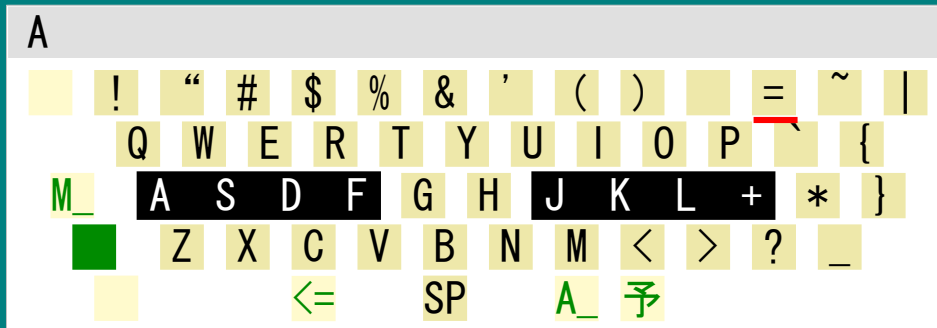 A
! “ # $ % & ’ ( ) = ~ |
Q W E R T Y U I O P ` {
M_ A S D F G H J K L + * }
Z X C V B N M < > ? _
<= SP A_ 予